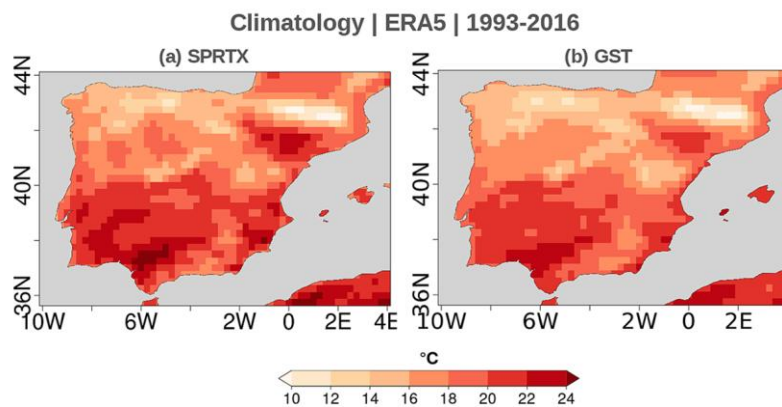 Climatology | ERA5 | 1993-2016
(a) SPRTX
(b) GST
44N
40N
36N
10W 6W 2W 0 2E 4E
44N
40N
36N
10W 6W 2W 0 2E
°C
10 12 14 16 18 20 22 24